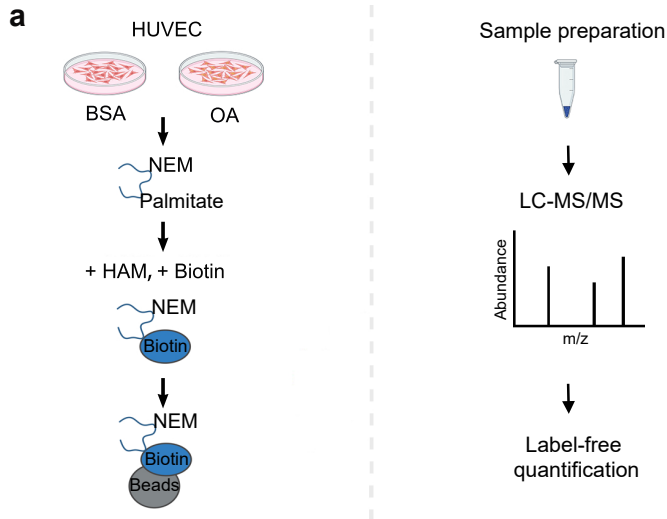 a
HUVEC
BSA
OA
NEM
Palmitate
+ HAM, + Biotin
NEM
Biotin
NEM
Biotin
Beads
Sample preparation
LC-MS/MS
Abundance
m/z
Label-free
quantification